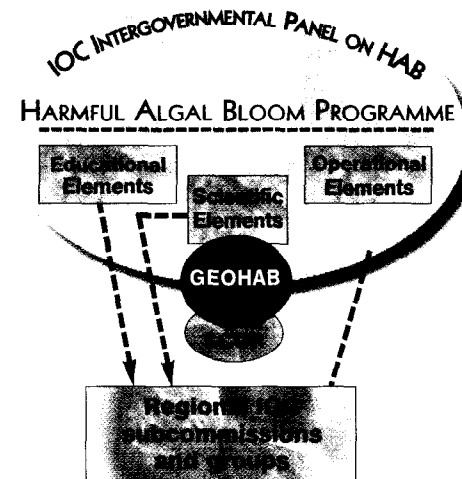 IOC INTERGOVERNMENTAL PANEL ON HAB
HARMFUL ALGAL BLOOM PROGRAMME
Educational
Elements
Operational
Elements
Scientific
Elements
GEOHAB
Regional
subcommissions
and groups